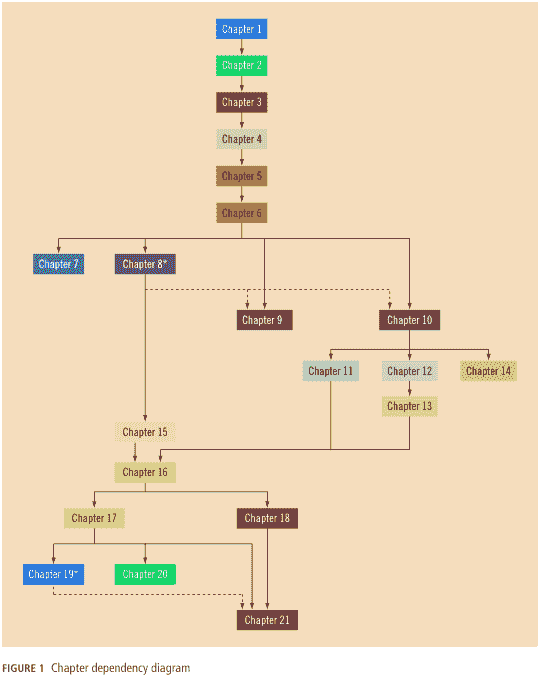 Chapter 1
Chapter 2
Chapter 3
Chapter 4
Chapter 5
Chapter 6
Chapter 7
Chapter 8*
Chapter 9
Chapter 10
Chapter 11
Chapter 12
Chapter 14
Chapter 13
Chapter 15
Chapter 16
Chapter 17
Chapter 18
Chapter 19*
Chapter 20
Chapter 21
FIGURE 1 Chapter dependency diagram